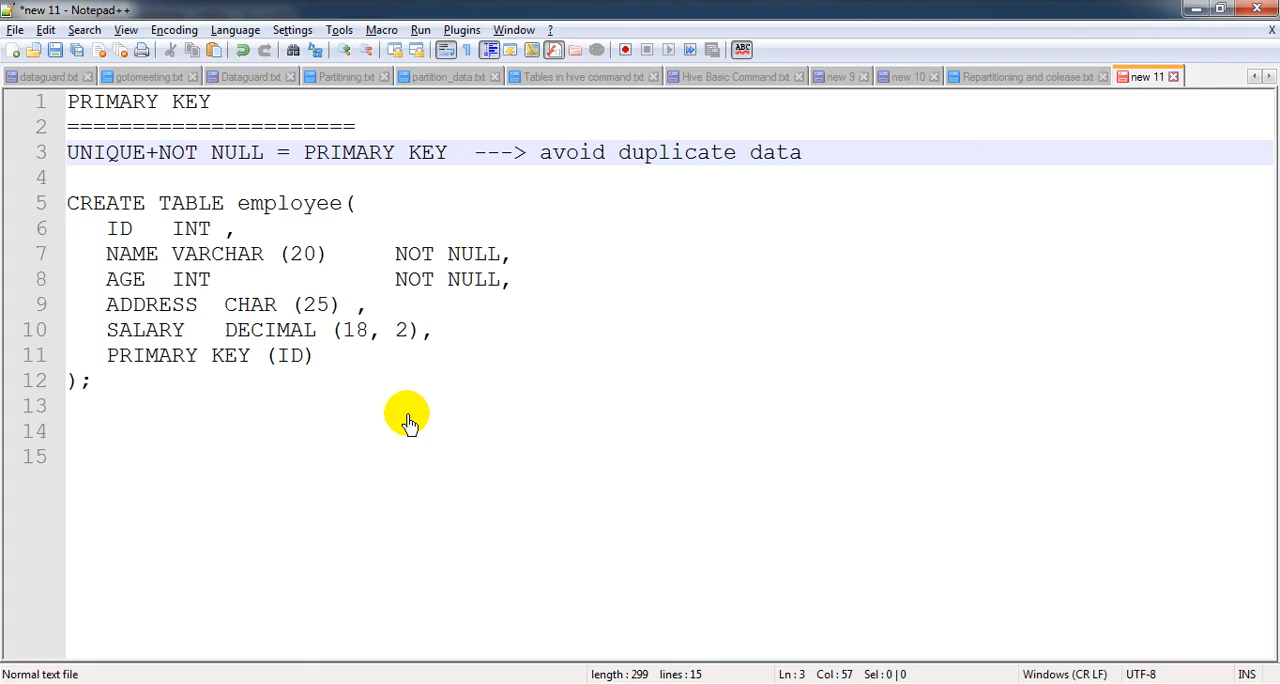 *new 11 - Notepad++
File Edit Search View Encoding Language Settings Tools Macro Run Plugins Window ? X
ABC
dataguard.txt gotomeeting.txt Dataguard.txt Partitining.txt partition_data.txt Tables in hive command.txt Hive Basic Command.txt new 9 new 10 Repartitioning and colease.txt new 11
1 PRIMARY KEY
2 ======================
3 UNIQUE+NOT NULL = PRIMARY KEY ---> avoid duplicate data
4
5 CREATE TABLE employee(
6 ID INT ,
7 NAME VARCHAR (20) NOT NULL,
8 AGE INT NOT NULL,
9 ADDRESS CHAR (25) ,
10 SALARY DECIMAL (18, 2),
11 PRIMARY KEY (ID)
12 );
13
14
15
Normal text file length : 299 lines : 15 Ln : 3 Col : 57 Sel : 0 | 0 Windows (CR LF) UTF-8 INS